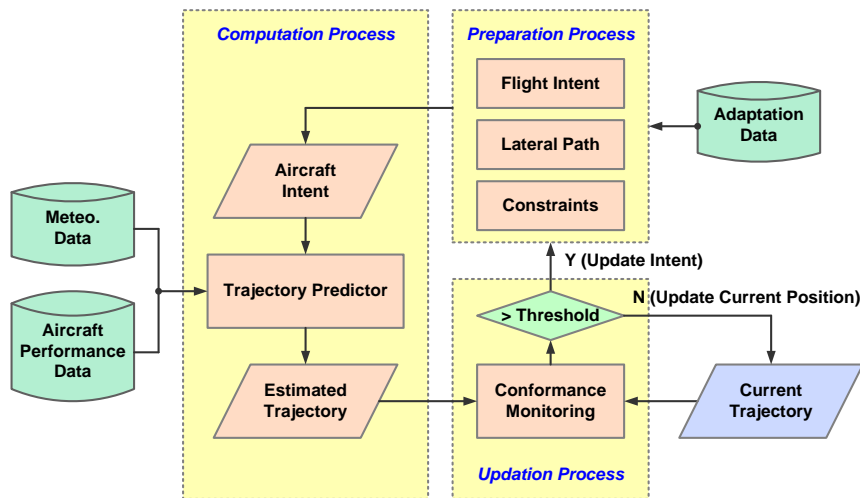 Computation Process
Preparation Process
Flight Intent
Adaptation
Data
Lateral Path
Aircraft
Intent
Constraints
Meteo.
Data
Y (Update Intent)
Trajectory Predictor
N (Update Current Position)
> Threshold
Aircraft
Performance
Data
Estimated
Trajectory
Conformance
Monitoring
Current
Trajectory
Updation Process